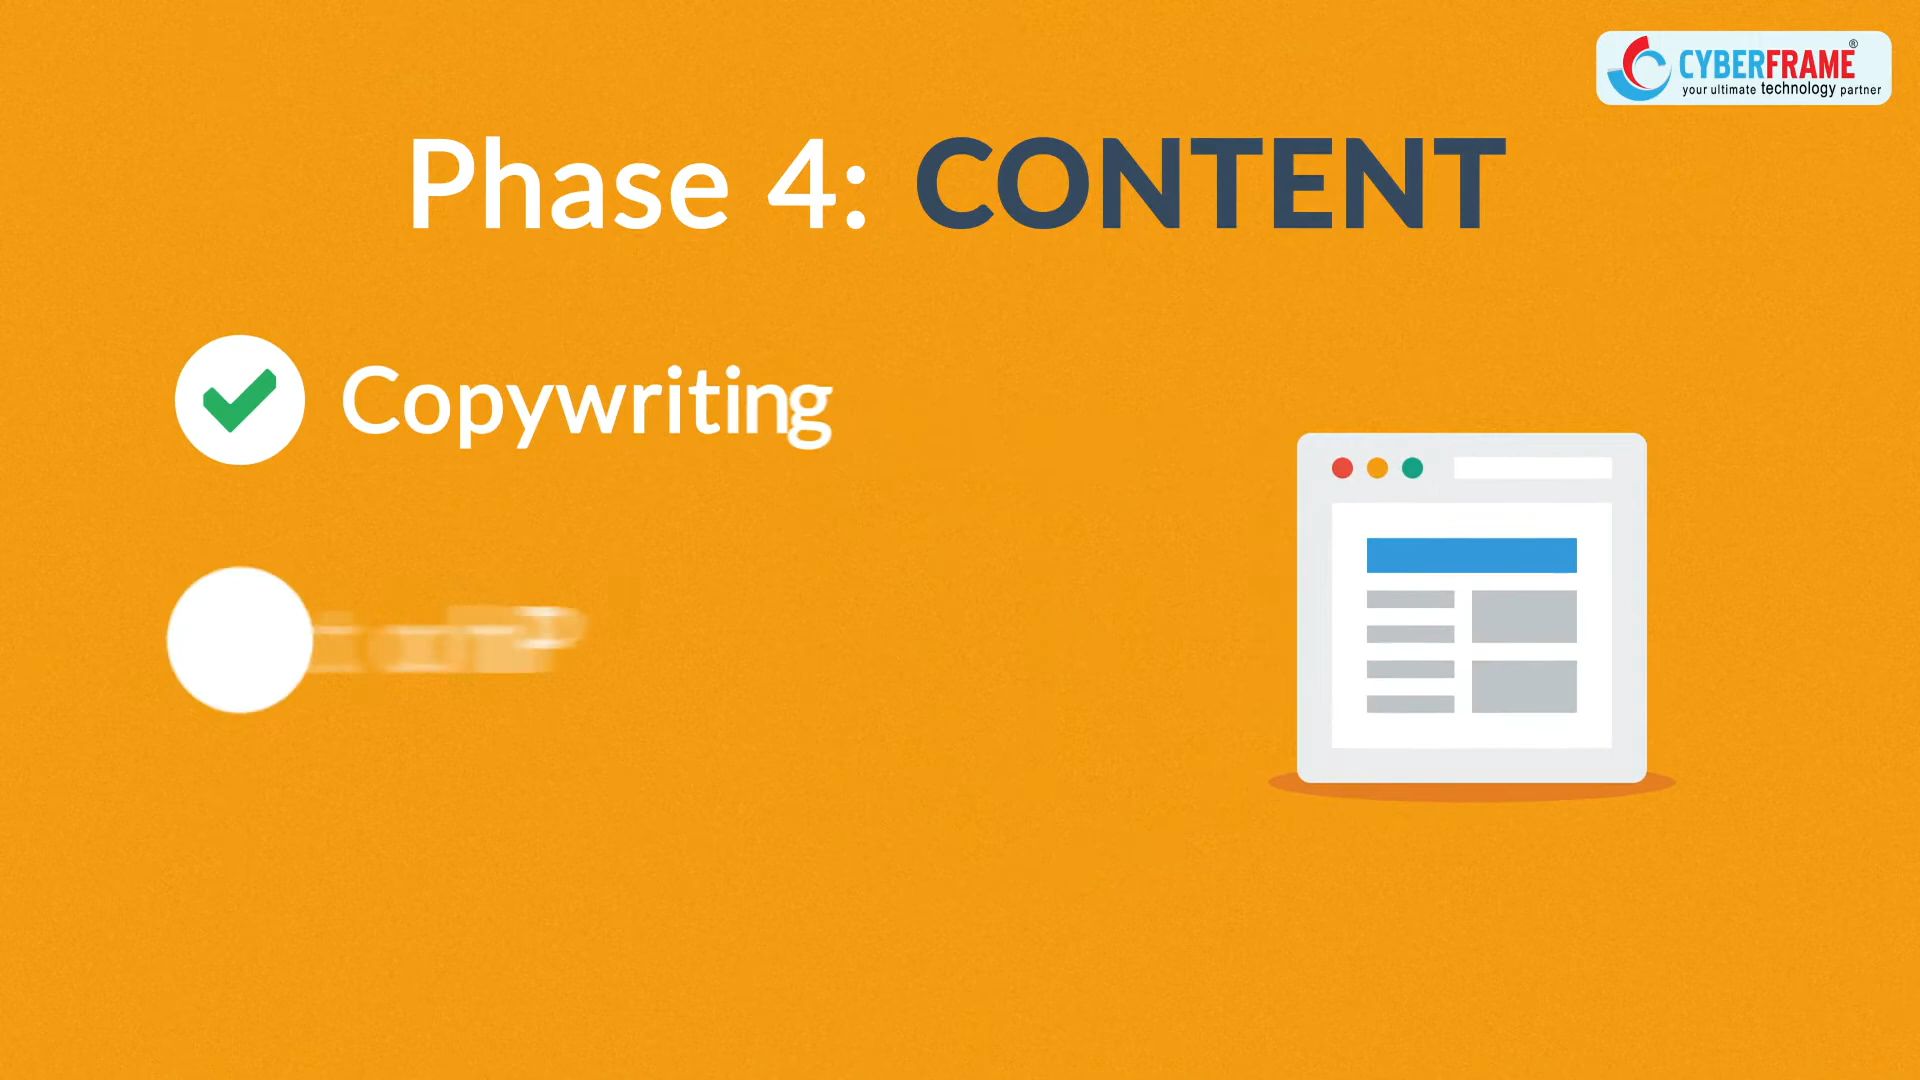 CYBERFRAME®
your ultimate technology partner
Phase 4: CONTENT
Copywriting